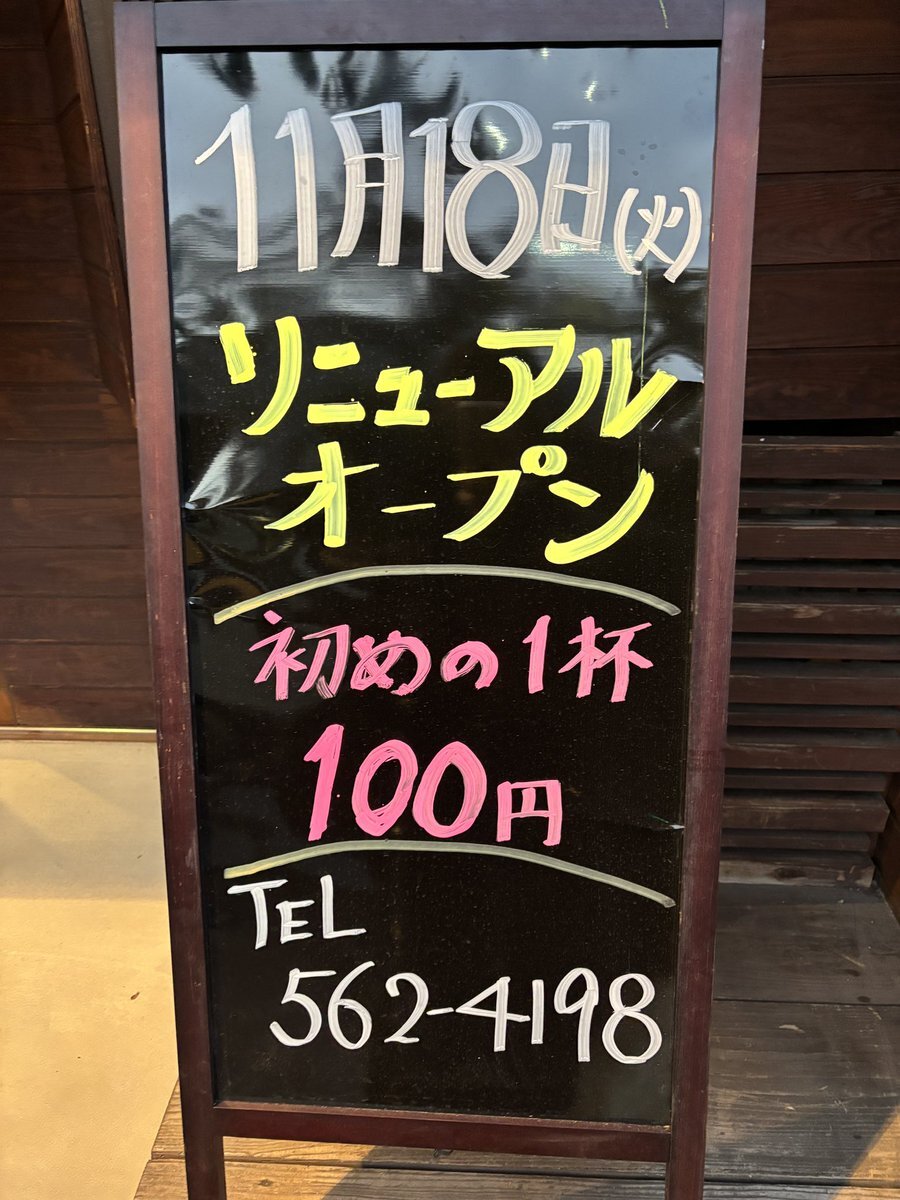 11月18日(火)
リニューアル
オープン
初めの1杯
100円
TEL
562-4198